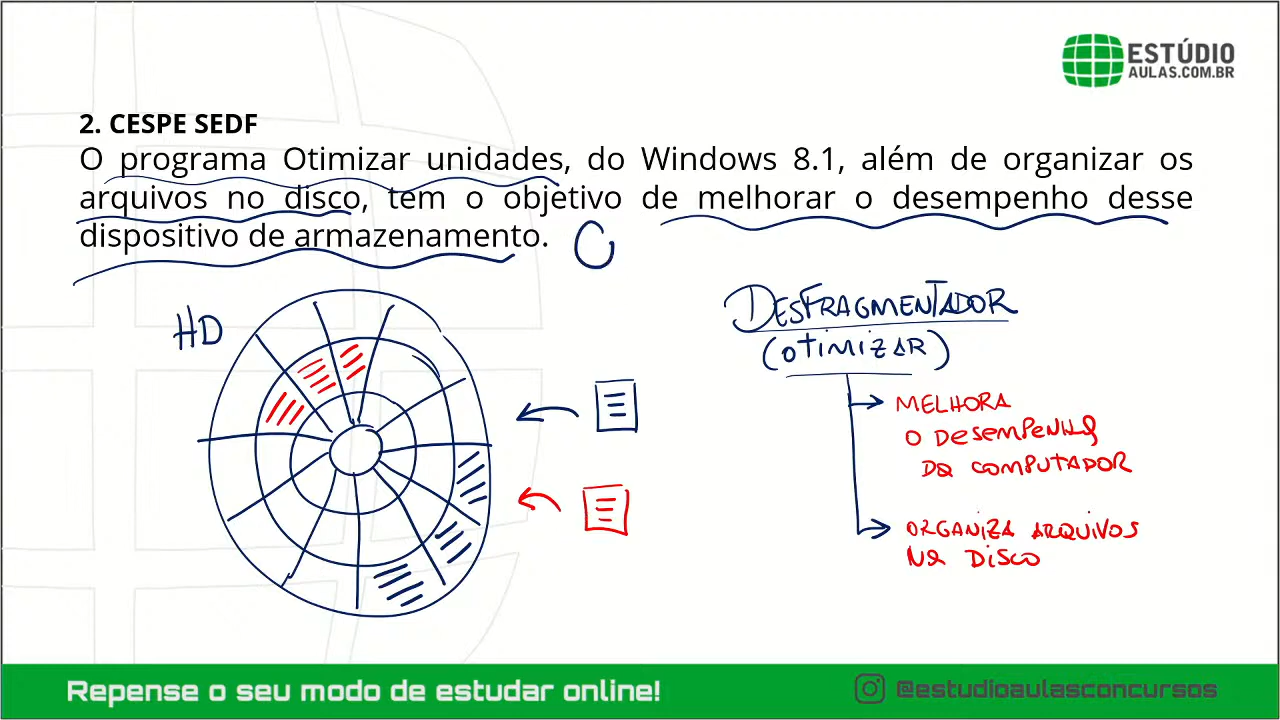 ESTÚDIO
AULAS.COM.BR
2. CESPE SEDF
O programa Otimizar unidades, do Windows 8.1, além de organizar os
arquivos no disco, tem o objetivo de melhorar o desempenho desse
dispositivo de armazenamento. C
HD
DESFRAGMENTADOR
(OTIMIZAR)
MELHORA
O DESEMPENHO
DO COMPUTADOR
ORGANIZA ARQUIVOS
NO DISCO
Repense o seu modo de estudar online!
@estudioaulasconcursos